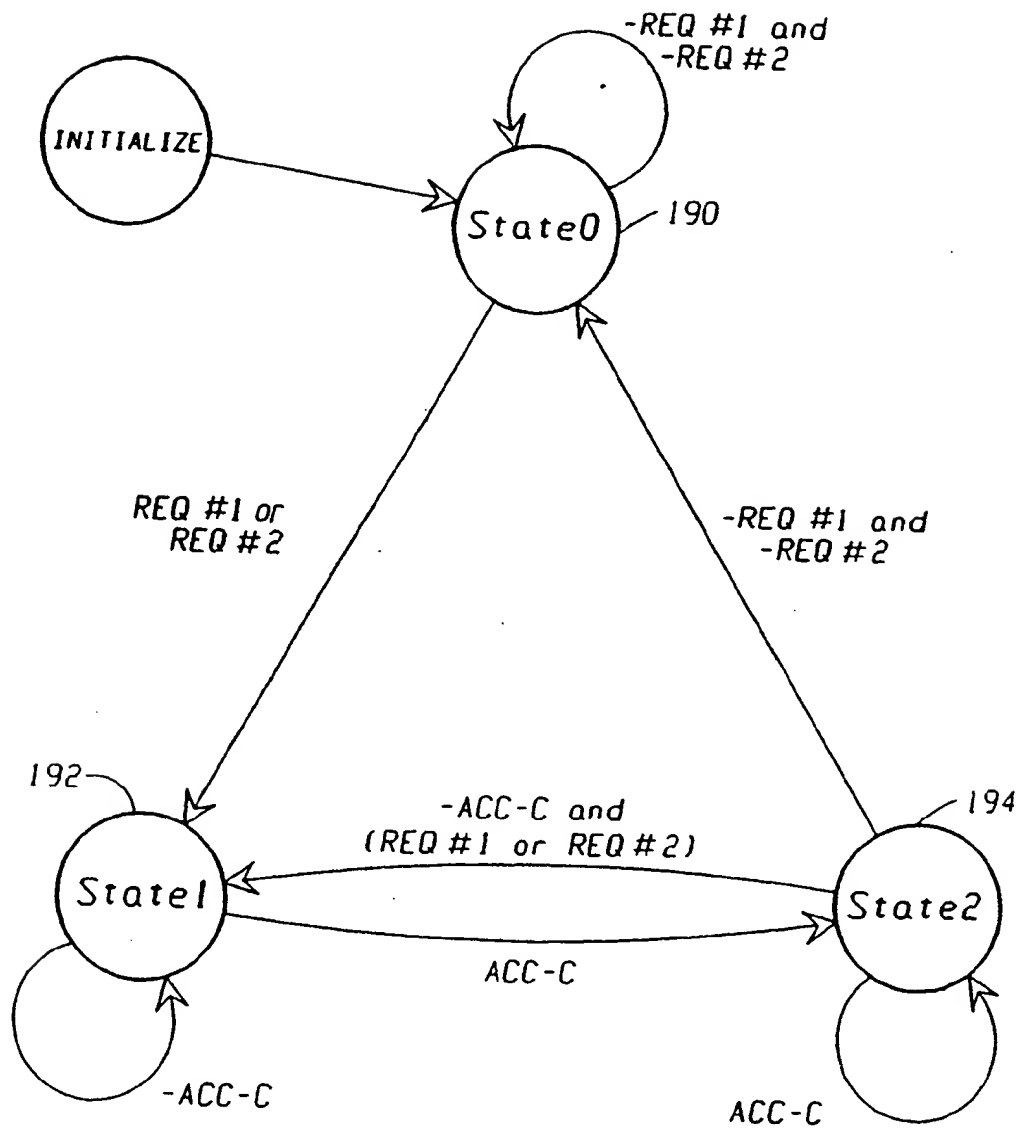 -REQ #1 and
-REQ #2
INITIALIZE
State0
190
REQ #1 or
REQ #2
-REQ #1 and
-REQ #2
192
194
-ACC-C and
(REQ #1 or REQ #2)
State1
State2
ACC-C
-ACC-C
ACC-C